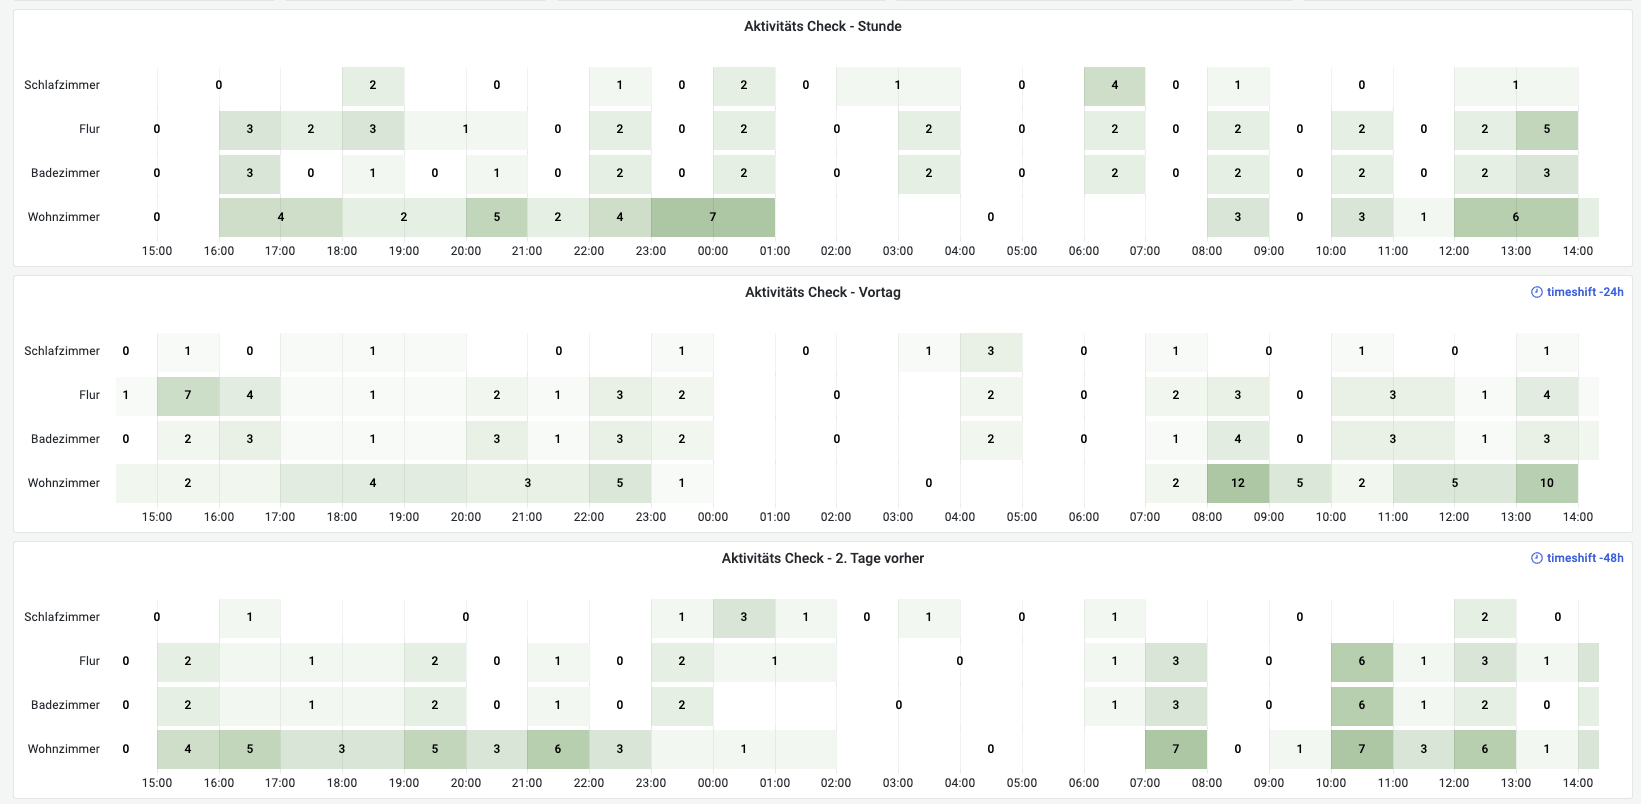 Aktivitäts Check - Stunde
Schlafzimmer 0 2 0 1 0 2 0 1 0 4 0 1 0 1
Flur 0 3 2 3 1 0 2 0 2 0 2 0 2 0 2 0 2 0 2 5
Badezimmer 0 3 0 1 0 1 0 2 0 2 0 2 0 2 0 2 0 2 0 2 3
Wohnzimmer 0 4 2 5 2 4 7 0 3 0 3 1 6
15:00 16:00 17:00 18:00 19:00 20:00 21:00 22:00 23:00 00:00 01:00 02:00 03:00 04:00 05:00 06:00 07:00 08:00 09:00 10:00 11:00 12:00 13:00 14:00
Aktivitäts Check - Vortag
timeshift -24h
Schlafzimmer 0 1 0 1 0 1 0 1 3 0 1 0 1 0 1
Flur 1 7 4 1 2 1 3 2 0 2 0 2 3 0 3 1 4
Badezimmer 0 2 3 1 3 1 3 2 0 2 0 1 4 0 3 1 3
Wohnzimmer 2 4 3 5 1 0 2 12 5 2 5 10
15:00 16:00 17:00 18:00 19:00 20:00 21:00 22:00 23:00 00:00 01:00 02:00 03:00 04:00 05:00 06:00 07:00 08:00 09:00 10:00 11:00 12:00 13:00 14:00
Aktivitäts Check - 2. Tage vorher
timeshift -48h
Schlafzimmer 0 1 0 1 3 1 0 1 0 1 0 2 0
Flur 0 2 1 2 0 1 0 2 1 0 1 3 0 6 1 3 1
Badezimmer 0 2 1 2 0 1 0 2 0 1 3 0 6 1 2 0
Wohnzimmer 0 4 5 3 5 3 6 3 1 0 7 0 1 7 3 6 1
15:00 16:00 17:00 18:00 19:00 20:00 21:00 22:00 23:00 00:00 01:00 02:00 03:00 04:00 05:00 06:00 07:00 08:00 09:00 10:00 11:00 12:00 13:00 14:00